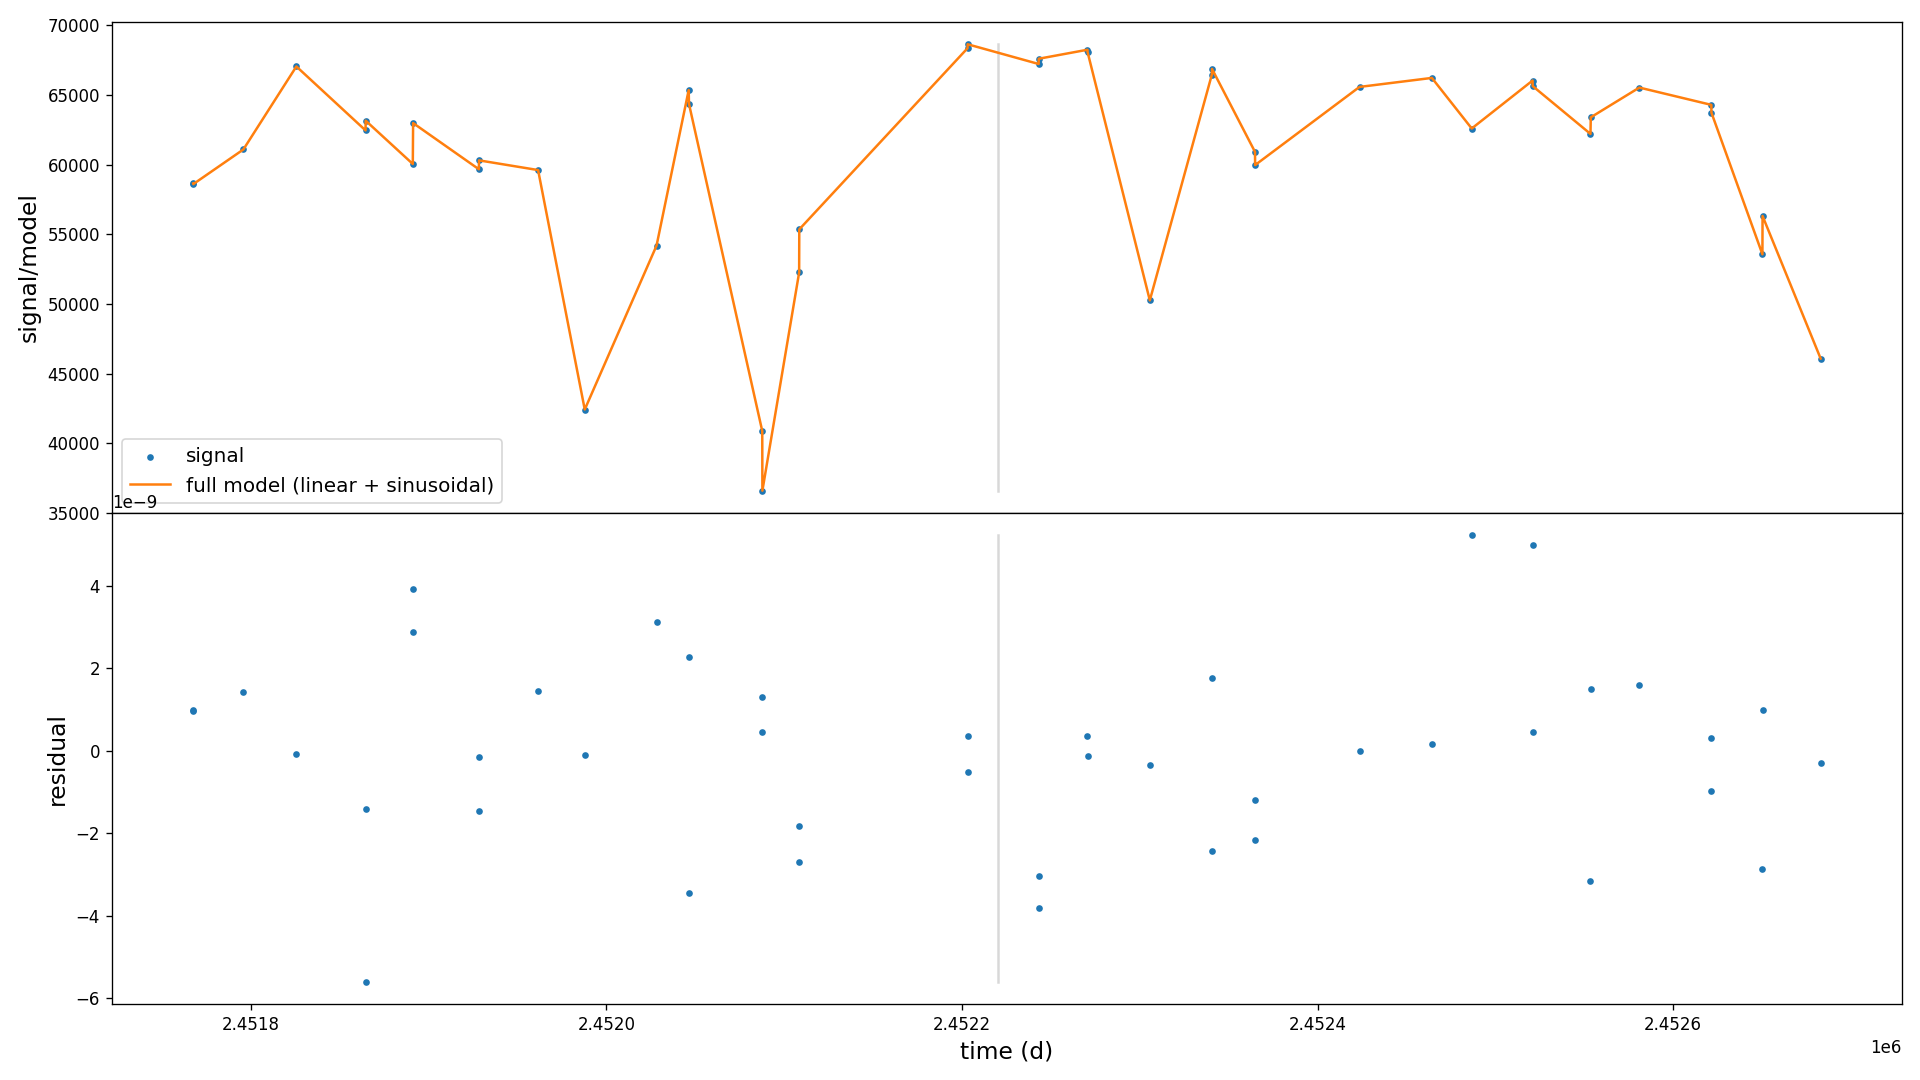 70000
65000
60000
55000
50000
45000
40000
35000
signal/model
signal
full model (linear + sinusoidal)
1e−9
4
2
0
−2
−4
−6
residual
2.4518
2.4520
2.4522
2.4524
2.4526
time (d)
1e6